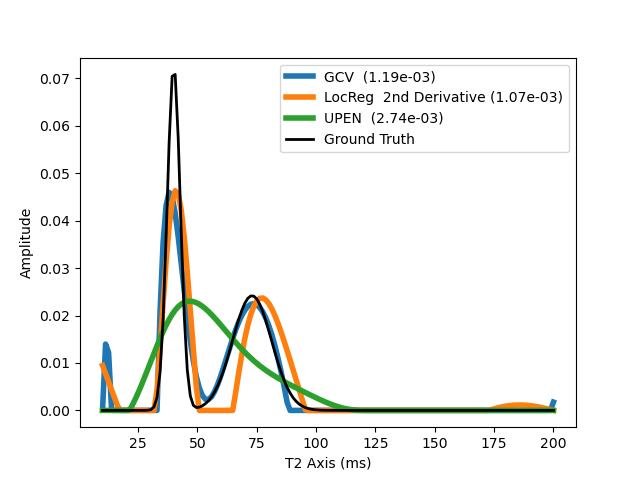 GCV  (1.19e-03)
LocReg  2nd Derivative (1.07e-03)
UPEN  (2.74e-03)
Ground Truth
Amplitude
0.07
0.06
0.05
0.04
0.03
0.02
0.01
0.00
25 50 75 100 125 150 175 200
T2 Axis (ms)